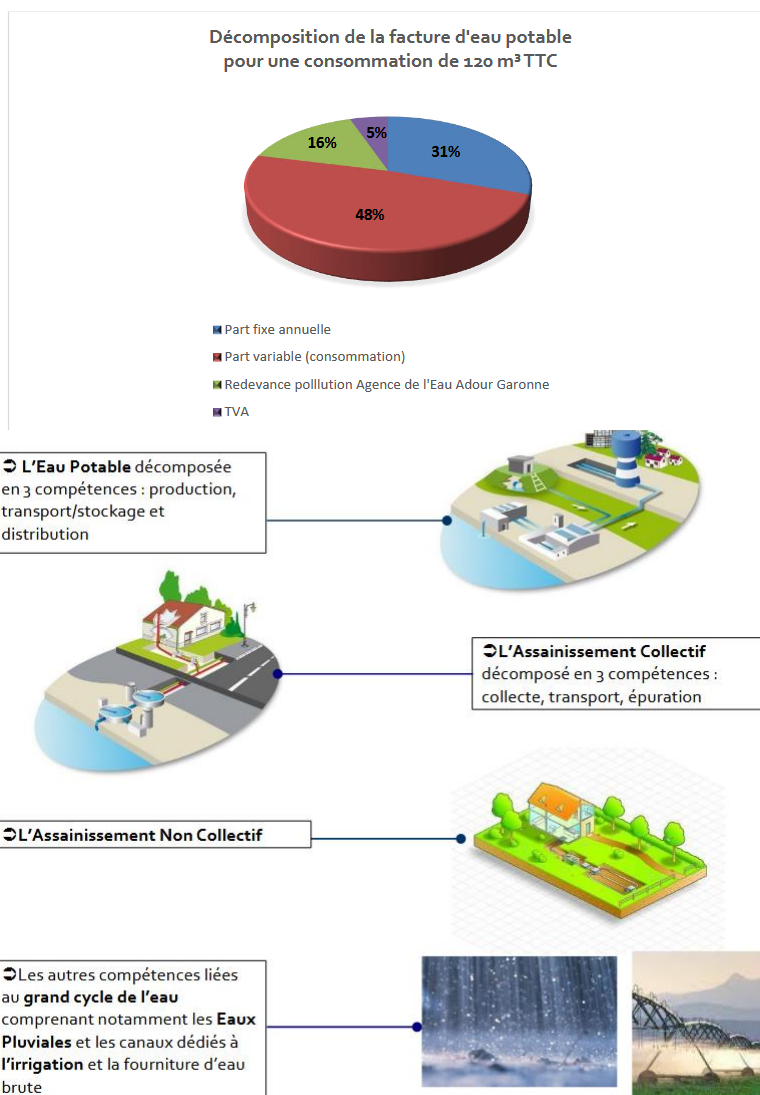 Décomposition de la facture d'eau potable
pour une consommation de 120 m³ TTC
5%
16%
31%
48%
Part fixe annuelle
Part variable (consommation)
Redevance polllution Agence de l'Eau Adour Garonne
TVA
➲ L'Eau Potable décomposée
en 3 compétences : production,
transport/stockage et
distribution
➲L'Assainissement Collectif
décomposé en 3 compétences :
collecte, transport, épuration
➲L'Assainissement Non Collectif
➲Les autres compétences liées
au grand cycle de l'eau
comprenant notamment les Eaux
Pluviales et les canaux dédiés à
l'irrigation et la fourniture d'eau
brute